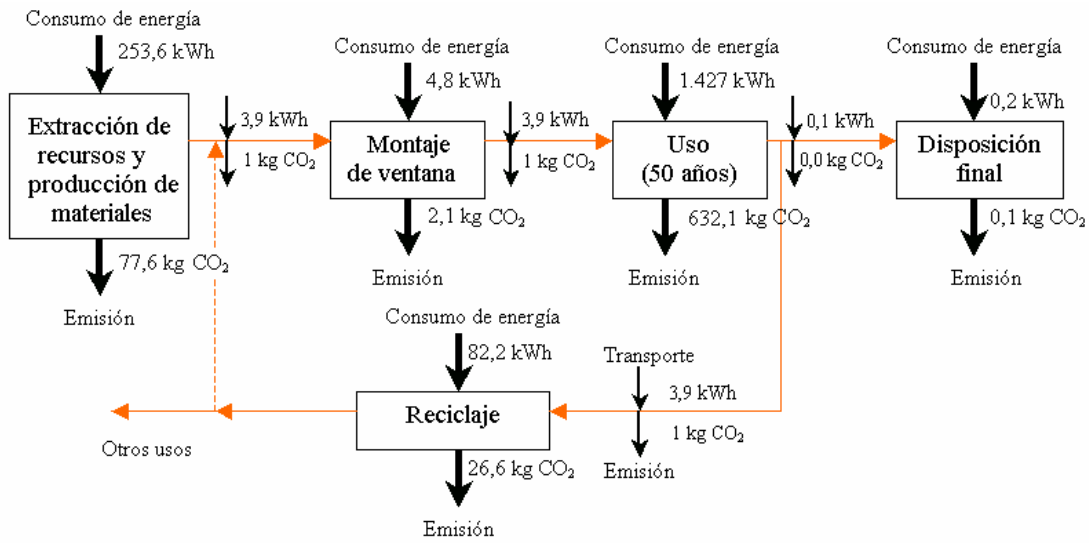 Consumo de energía
253,6 kWh
Extracción de
recursos y
producción de
materiales
77,6 kg CO₂
Emisión
3,9 kWh
1 kg CO₂
Consumo de energía
4,8 kWh
Montaje
de ventana
2,1 kg CO₂
Emisión
3,9 kWh
1 kg CO₂
Consumo de energía
1.427 kWh
Uso
(50 años)
632,1 kg CO₂
Emisión
0,1 kWh
0,0 kg CO₂
Consumo de energía
0,2 kWh
Disposición
final
0,1 kg CO₂
Emisión
Consumo de energía
82,2 kWh
Reciclaje
26,6 kg CO₂
Emisión
Transporte
3,9 kWh
1 kg CO₂
Emisión
Otros usos